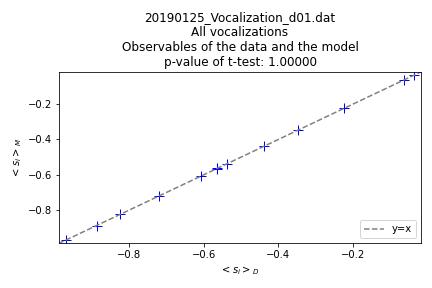 20190125_Vocalization_d01.dat
All vocalizations
Observables of the data and the model
p-value of t-test: 1.00000
< s_i >_M
−0.2
−0.4
−0.6
−0.8
y=x
−0.8
−0.6
−0.4
−0.2
< s_i >_D